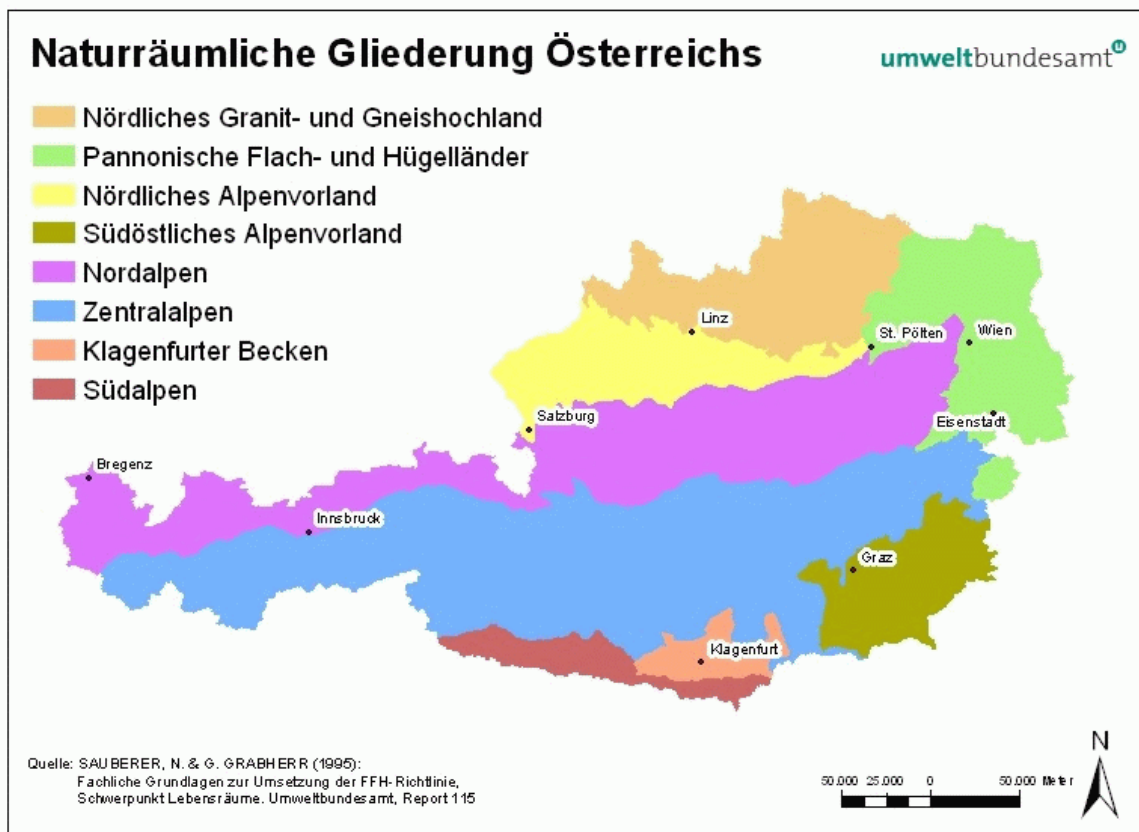 Naturräumliche Gliederung Österreichs
umweltbundesamt
Nördliches Granit- und Gneishochland
Pannonische Flach- und Hügelländer
Nördliches Alpenvorland
Südöstliches Alpenvorland
Nordalpen
Zentralalpen
Klagenfurter Becken
Südalpen
Linz
St. Pölten
Wien
Salzburg
Eisenstadt
Bregenz
Innsbruck
Graz
Klagenfurt
Quelle: SAUBERER, N. & G. GRABHERR (1995):
Fachliche Grundlagen zur Umsetzung der FFH-Richtlinie,
Schwerpunkt Lebensräume. Umweltbundesamt, Report 115
50.000 25.000 0 50.000 Meter
N